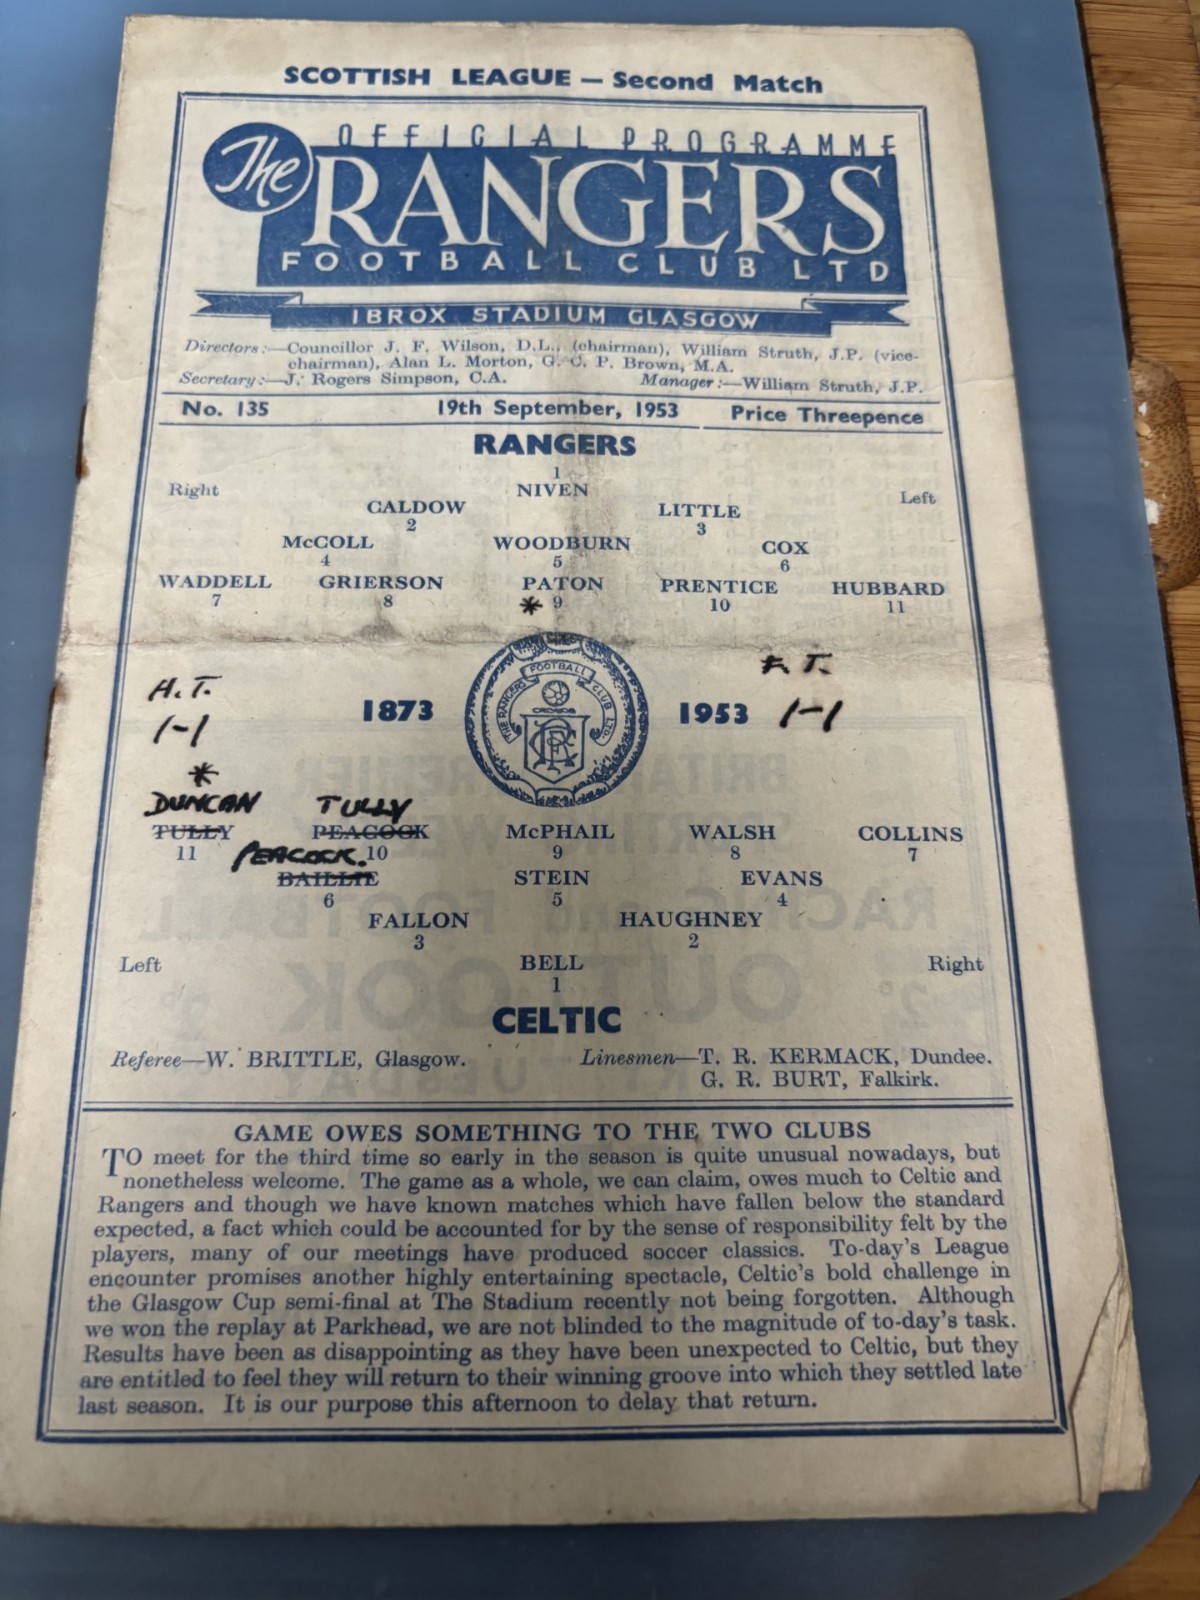 SCOTTISH LEAGUE — Second Match
OFFICIAL PROGRAMME
The RANGERS
FOOTBALL CLUB LTD
IBROX STADIUM GLASGOW
Directors:—Councillor J. F. Wilson, D.L., (chairman), William Struth, J.P. (vice-
chairman), Alan L. Morton, G. C. P. Brown, M.A.
Secretary:—J. Rogers Simpson, C.A. Manager:—William Struth, J.P.
No. 135 19th September, 1953 Price Threepence
RANGERS
1
Right NIVEN Left
CALDOW LITTLE
2 3
McCOLL WOODBURN COX
4 5 6
WADDELL GRIERSON PATON PRENTICE HUBBARD
7 8 * 9 10 11
H.T. F.T.
1-1 1873 1953 1-1
THE RANGERS FOOTBALL CLUB LTD.
*
DUNCAN TULLY
TULLY PEACOCK McPHAIL WALSH COLLINS
11 PEACOCK. 10 9 8 7
BAILLIE STEIN EVANS
6 5 4
FALLON HAUGHNEY
3 2
Left BELL Right
1
CELTIC
Referee—W. BRITTLE, Glasgow. Linesmen—T. R. KERMACK, Dundee.
G. R. BURT, Falkirk.
GAME OWES SOMETHING TO THE TWO CLUBS
TO meet for the third time so early in the season is quite unusual nowadays, but
nonetheless welcome. The game as a whole, we can claim, owes much to Celtic and
Rangers and though we have known matches which have fallen below the standard
expected, a fact which could be accounted for by the sense of responsibility felt by the
players, many of our meetings have produced soccer classics. To-day's League
encounter promises another highly entertaining spectacle, Celtic's bold challenge in
the Glasgow Cup semi-final at The Stadium recently not being forgotten. Although
we won the replay at Parkhead, we are not blinded to the magnitude of to-day's task.
Results have been as disappointing as they have been unexpected to Celtic, but they
are entitled to feel they will return to their winning groove into which they settled late
last season. It is our purpose this afternoon to delay that return.